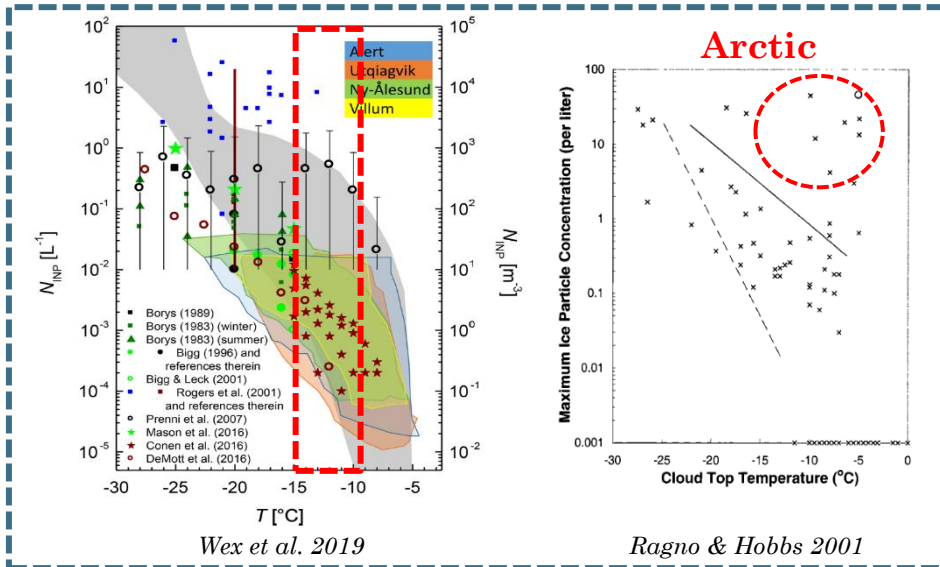 Arctic
Alert
Utqiagvik
Ny-Ålesund
Villum
10²
10¹
10⁰
10⁻¹
10⁻²
10⁻³
10⁻⁴
10⁻⁵
N_INP [L⁻¹]
10⁵
10⁴
10³
10²
10¹
10⁰
10⁻¹
10⁻²
N_INP [m⁻³]
Borys (1989)
Borys (1983) (winter)
Borys (1983) (summer)
Bigg (1996) and
references therein
Bigg & Leck (2001)
Rogers et al. (2001)
and references therein
Prenni et al. (2007)
Mason et al. (2016)
Conen et al. (2016)
DeMott et al. (2016)
-30 -25 -20 -15 -10 -5
T [°C]
Wex et al. 2019
100
10
1
0.1
0.001
Maximum Ice Particle Concentration (per liter)
-30 -25 -20 -15 -10 -5 0
Cloud Top Temperature (°C)
Ragno & Hobbs 2001